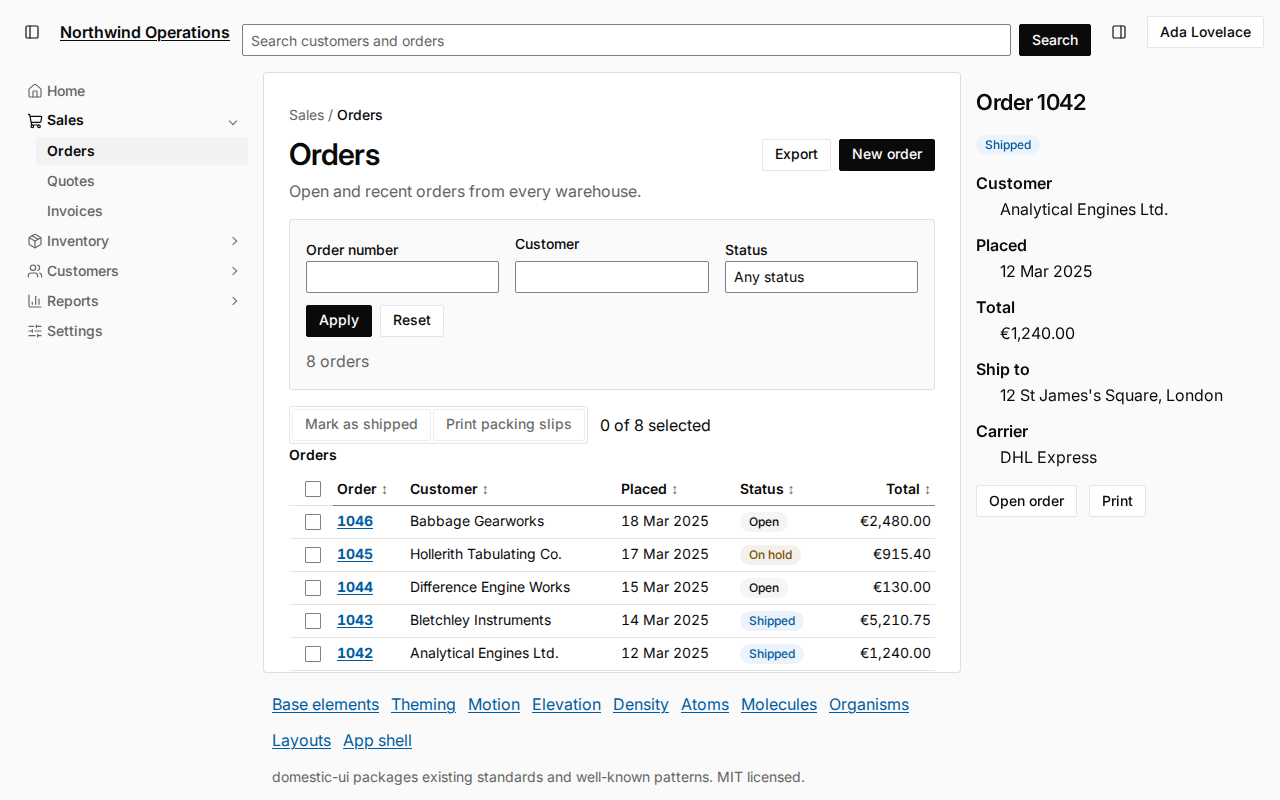 Northwind Operations
Search customers and orders
Search
Ada Lovelace
Home
Sales
Orders
Quotes
Invoices
Inventory
Customers
Reports
Settings
Sales / Orders
Orders
Export
New order
Open and recent orders from every warehouse.
Order number
Customer
Status
Any status
Apply
Reset
8 orders
Mark as shipped
Print packing slips
0 of 8 selected
Orders
Order ↕ Customer ↕ Placed ↕ Status ↕ Total ↕
1046 Babbage Gearworks 18 Mar 2025 Open €2,480.00
1045 Hollerith Tabulating Co. 17 Mar 2025 On hold €915.40
1044 Difference Engine Works 15 Mar 2025 Open €130.00
1043 Bletchley Instruments 14 Mar 2025 Shipped €5,210.75
1042 Analytical Engines Ltd. 12 Mar 2025 Shipped €1,240.00
Order 1042
Shipped
Customer
Analytical Engines Ltd.
Placed
12 Mar 2025
Total
€1,240.00
Ship to
12 St James's Square, London
Carrier
DHL Express
Open order
Print
Base elements Theming Motion Elevation Density Atoms Molecules Organisms
Layouts App shell
domestic-ui packages existing standards and well-known patterns. MIT licensed.